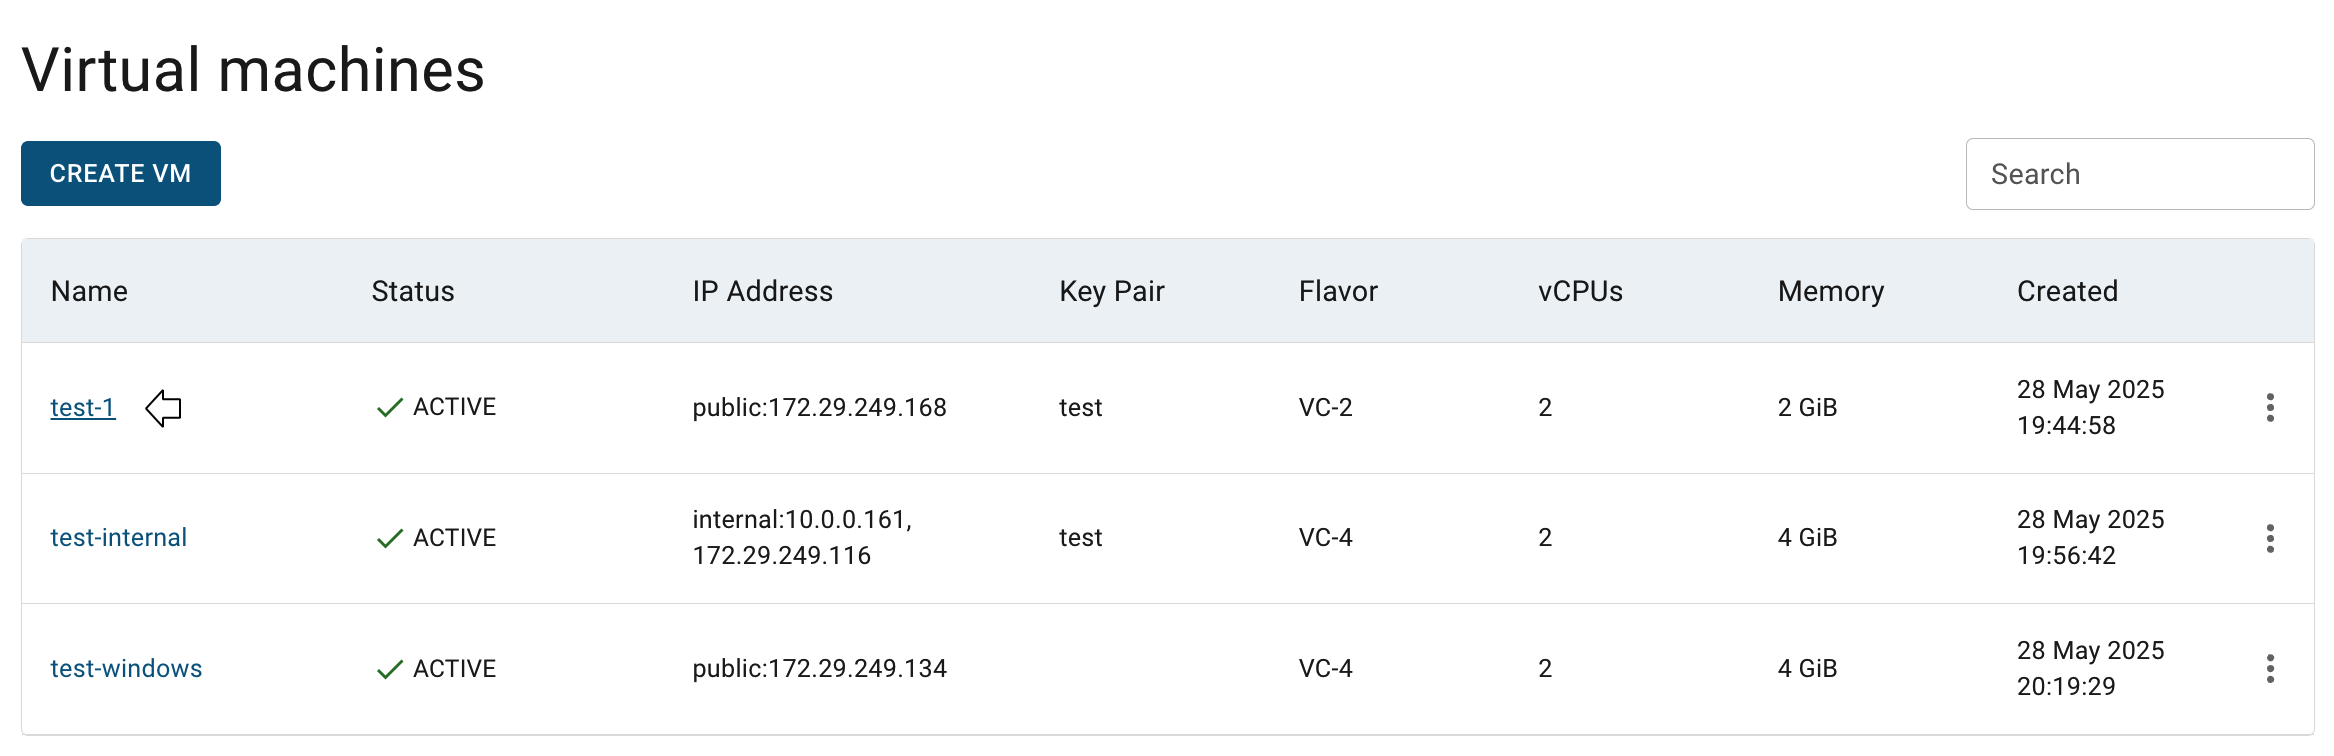 Virtual machines
CREATE VM
Search
Name Status IP Address Key Pair Flavor vCPUs Memory Created
test-1 ACTIVE public:172.29.249.168 test VC-2 2 2 GiB 28 May 2025
19:44:58
test-internal ACTIVE internal:10.0.0.161, test VC-4 2 4 GiB 28 May 2025
172.29.249.116 19:56:42
test-windows ACTIVE public:172.29.249.134 VC-4 2 4 GiB 28 May 2025
20:19:29